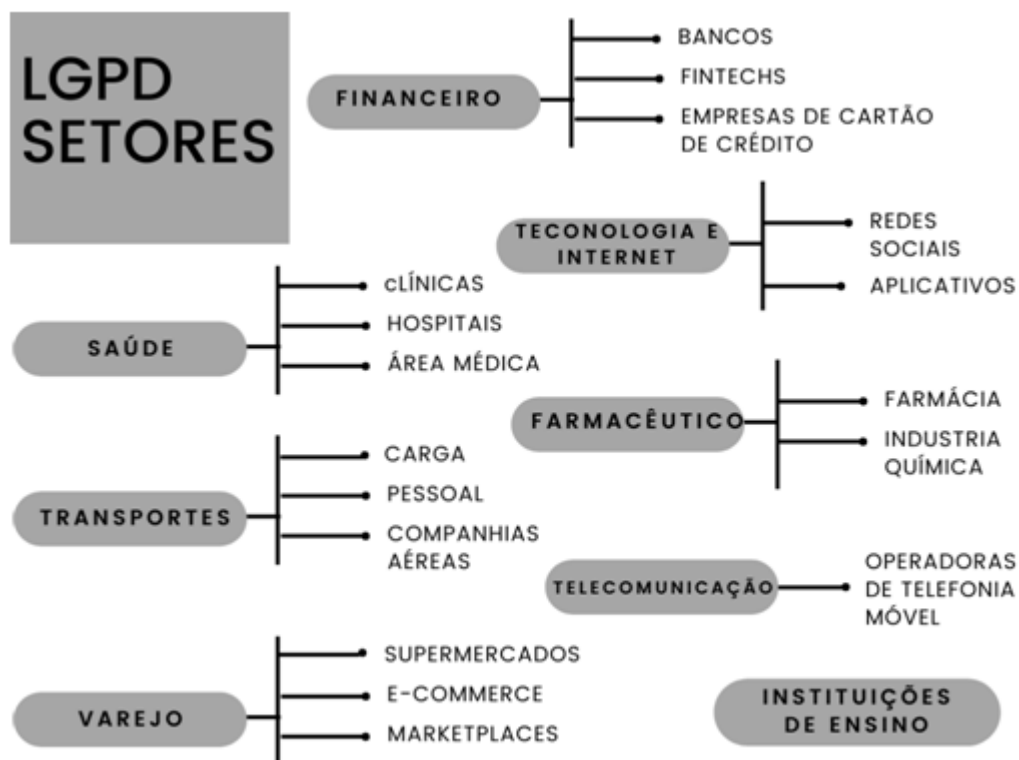 LGPD
SETORES
FINANCEIRO
BANCOS
FINTECHS
EMPRESAS DE CARTÃO
DE CRÉDITO
TECONOLOGIA E
INTERNET
REDES
SOCIAIS
APLICATIVOS
SAÚDE
cLÍNICAS
HOSPITAIS
ÁREA MÉDICA
FARMACÊUTICO
FARMÁCIA
INDUSTRIA
QUÍMICA
TRANSPORTES
CARGA
PESSOAL
COMPANHIAS
AÉREAS
TELECOMUNICAÇÃO
OPERADORAS
DE TELEFONIA
MÓVEL
VAREJO
SUPERMERCADOS
E-COMMERCE
MARKETPLACES
INSTITUIÇÕES
DE ENSINO